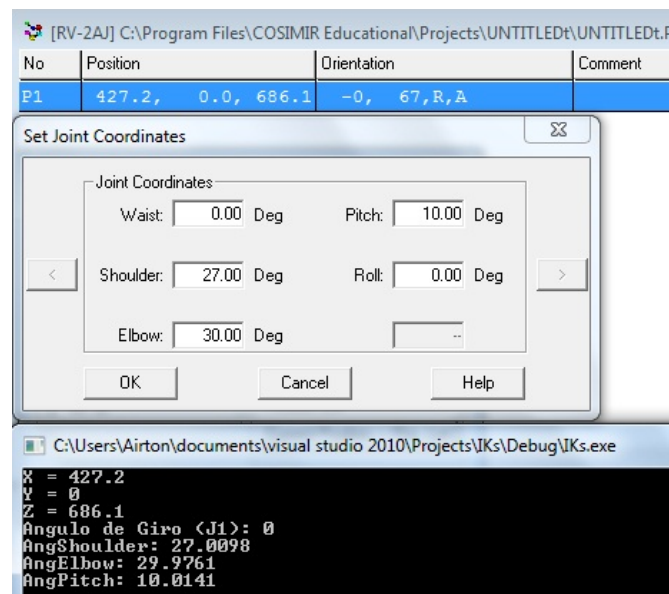 [RV-2AJ] C:\Program Files\COSIMIR Educational\Projects\UNTITLEDt\UNTITLEDt.
No Position Orientation Comment
P1 427.2, 0.0, 686.1 -0, 67,R,A
Set Joint Coordinates
Joint Coordinates
Waist: 0.00 Deg Pitch: 10.00 Deg
< Shoulder: 27.00 Deg Roll: 0.00 Deg >
Elbow: 30.00 Deg --
OK Cancel Help
C:\Users\Airton\documents\visual studio 2010\Projects\IKs\Debug\IKs.exe
X = 427.2
Y = 0
Z = 686.1
Angulo de Giro (J1): 0
AngShoulder: 27.0098
AngElbow: 29.9761
AngPitch: 10.0141